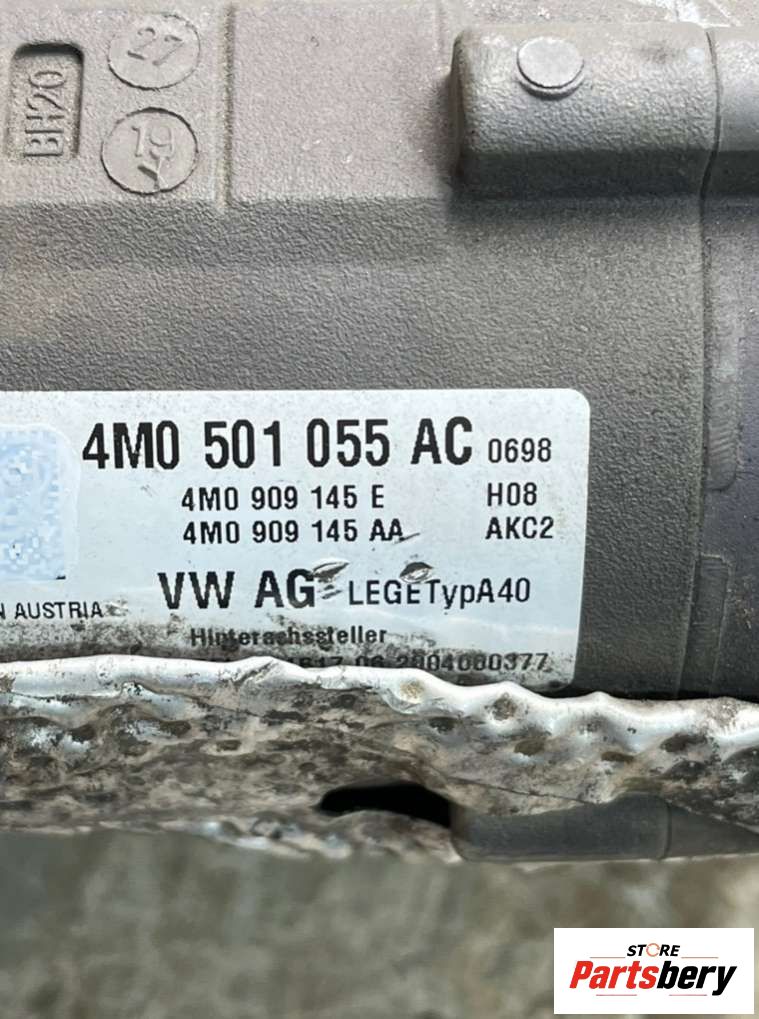 BH20
27
19
4M0 501 055 AC 0698
4M0 909 145 E H08
4M0 909 145 AA AKC2
VW AG LEGETypA40
AUSTRIA
Hinterachssteller
2004000377
STORE
Partsbery